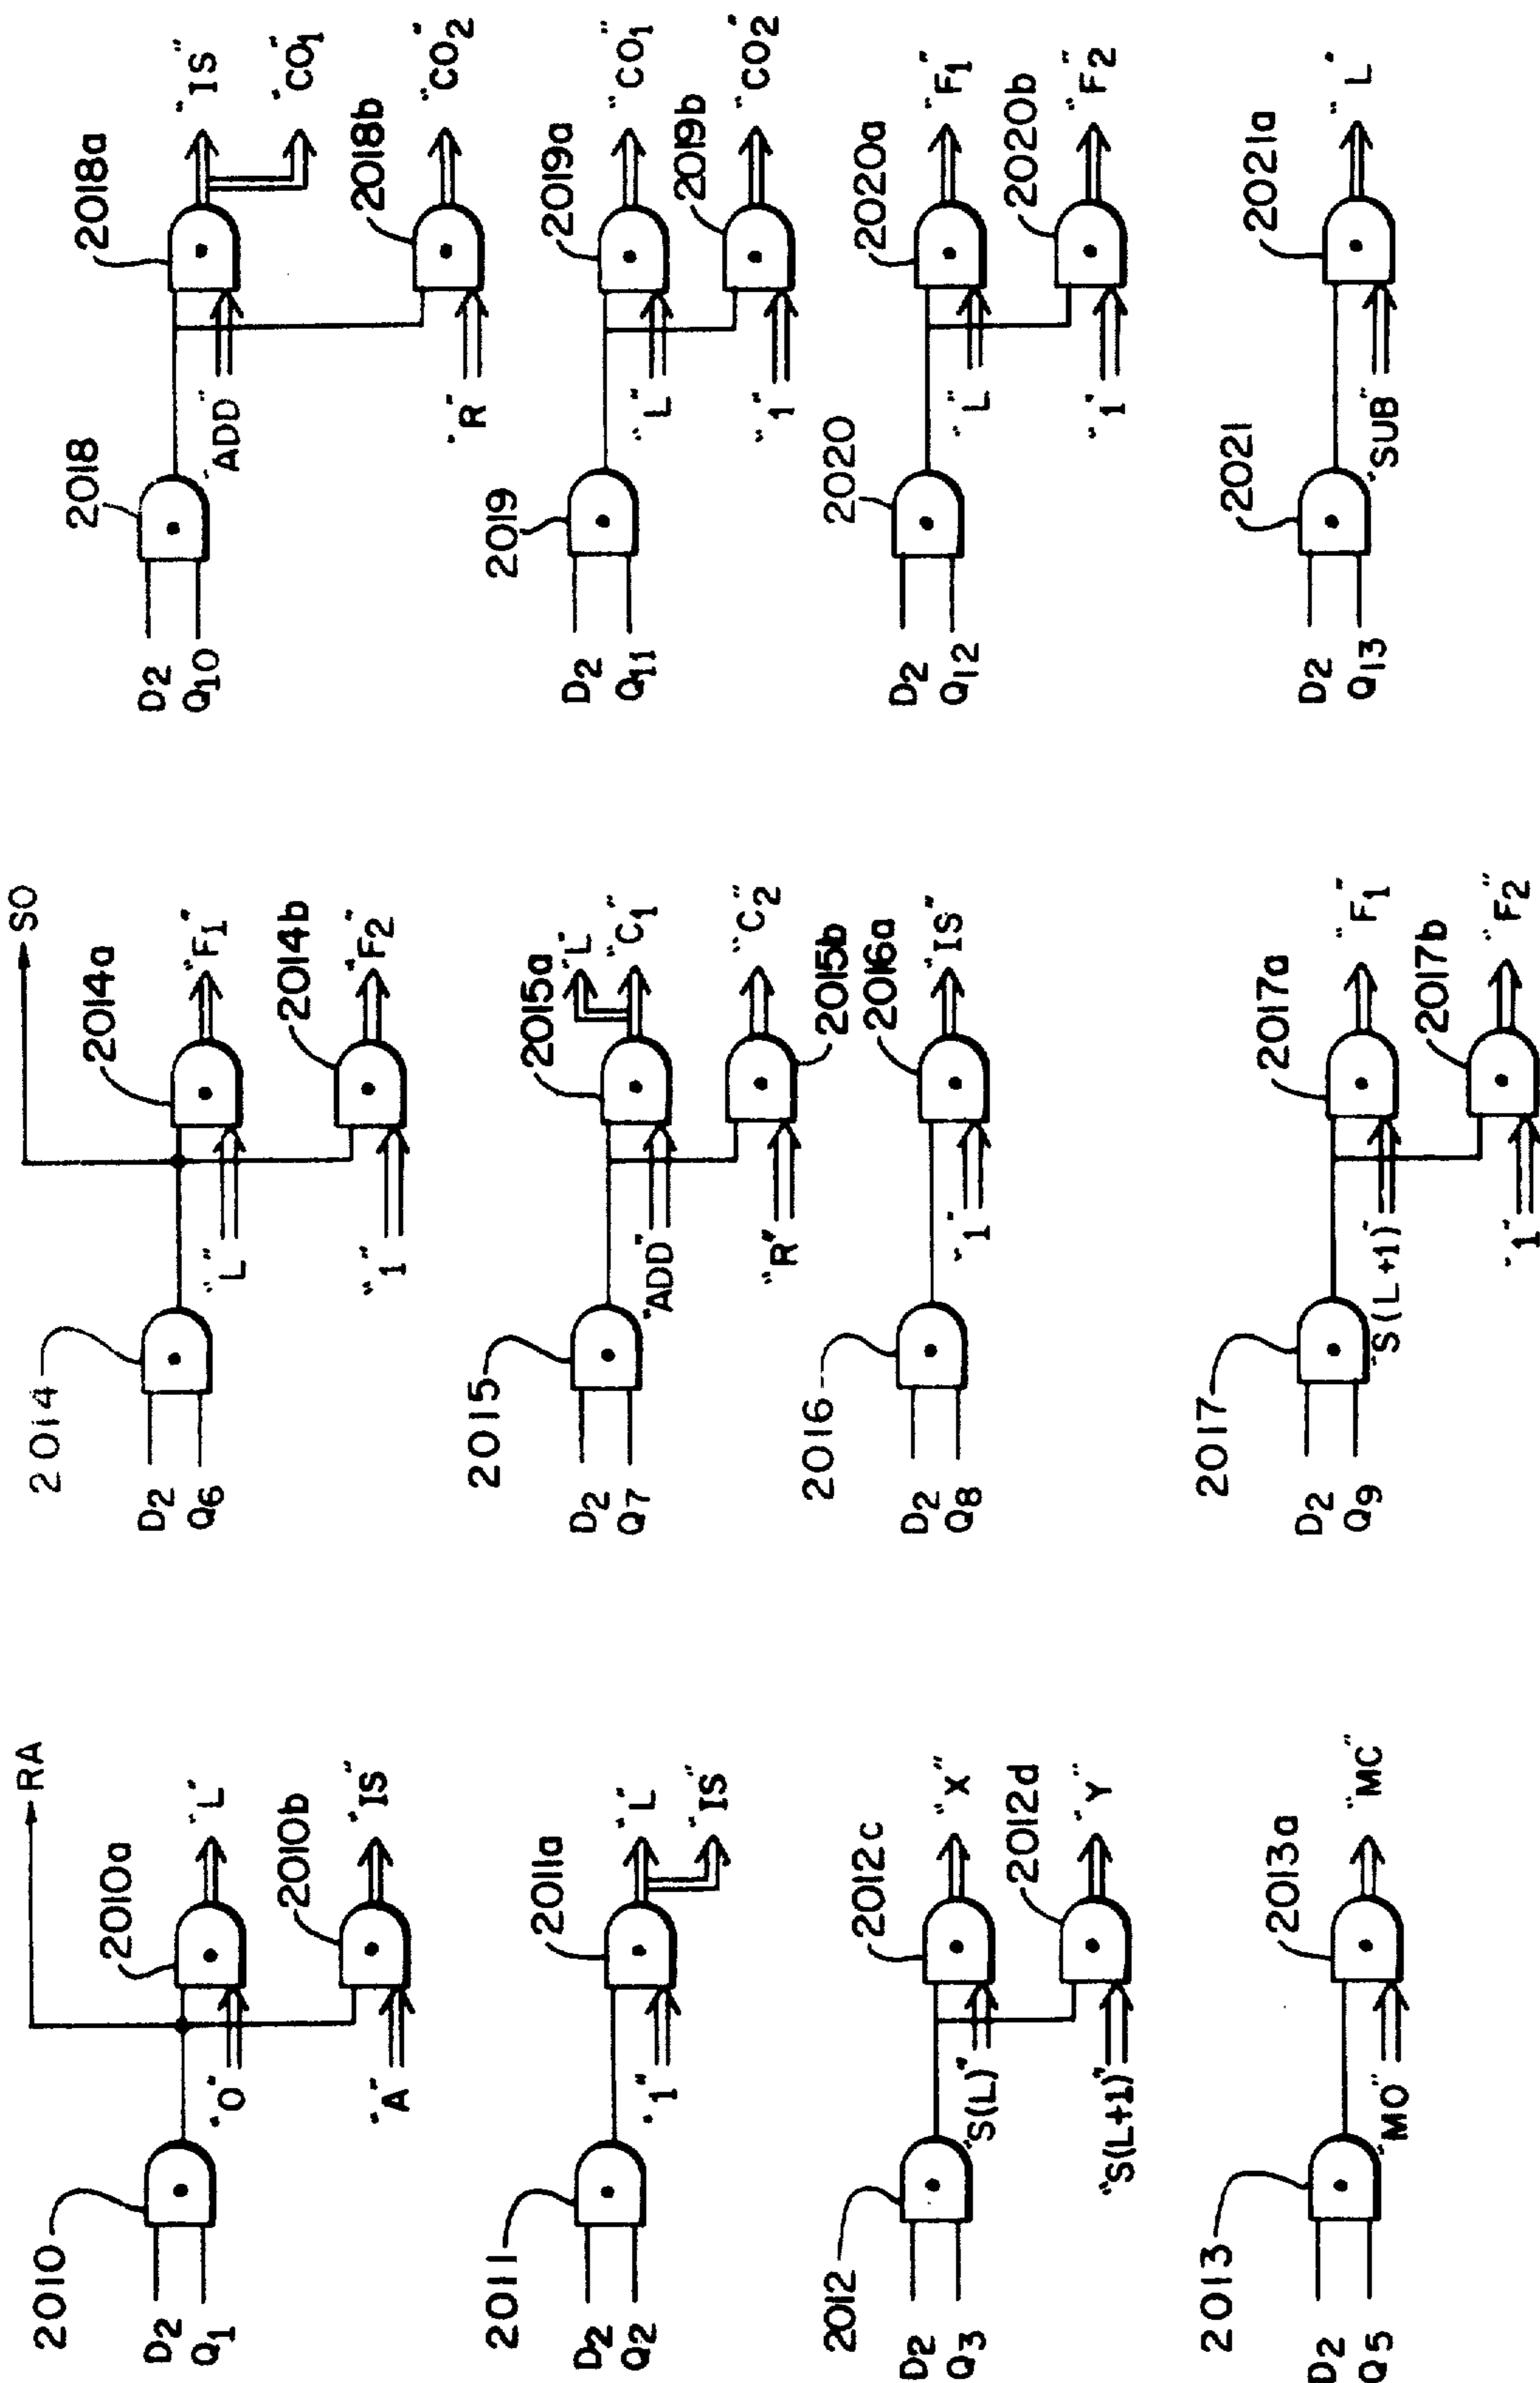 RA
2010
D2
Q1
"0"
"A"
2010a
2010b
"L"
"IS"
2011
D2
Q2
"1"
2011a
"L"
"IS"
2012
D2
Q3
"S(L)"
"S(L+1)"
2012c
2012d
"X"
"Y"
2013
D2
Q5
"MO"
2013a
"MC"
SO
2014
D2
Q6
"L"
"1"
2014a
2014b
"F1"
"F2"
2015
D2
Q7
"ADD"
"R"
2015a
2015b
"L"
"C1"
"C2"
2016
D2
Q8
"1"
2016a
"IS"
2017
D2
Q9
"S(L+1)"
"1"
2017a
2017b
"F1"
"F2"
2018
D2
Q10
"ADD"
"R"
2018a
2018b
"IS"
"CO1"
"CO2"
2019
D2
Q11
"L"
"1"
2019a
2019b
"CO1"
"CO2"
2020
D2
Q12
"L"
"1"
2020a
2020b
"F1"
"F2"
2021
D2
Q13
"SUB"
2021a
"L"